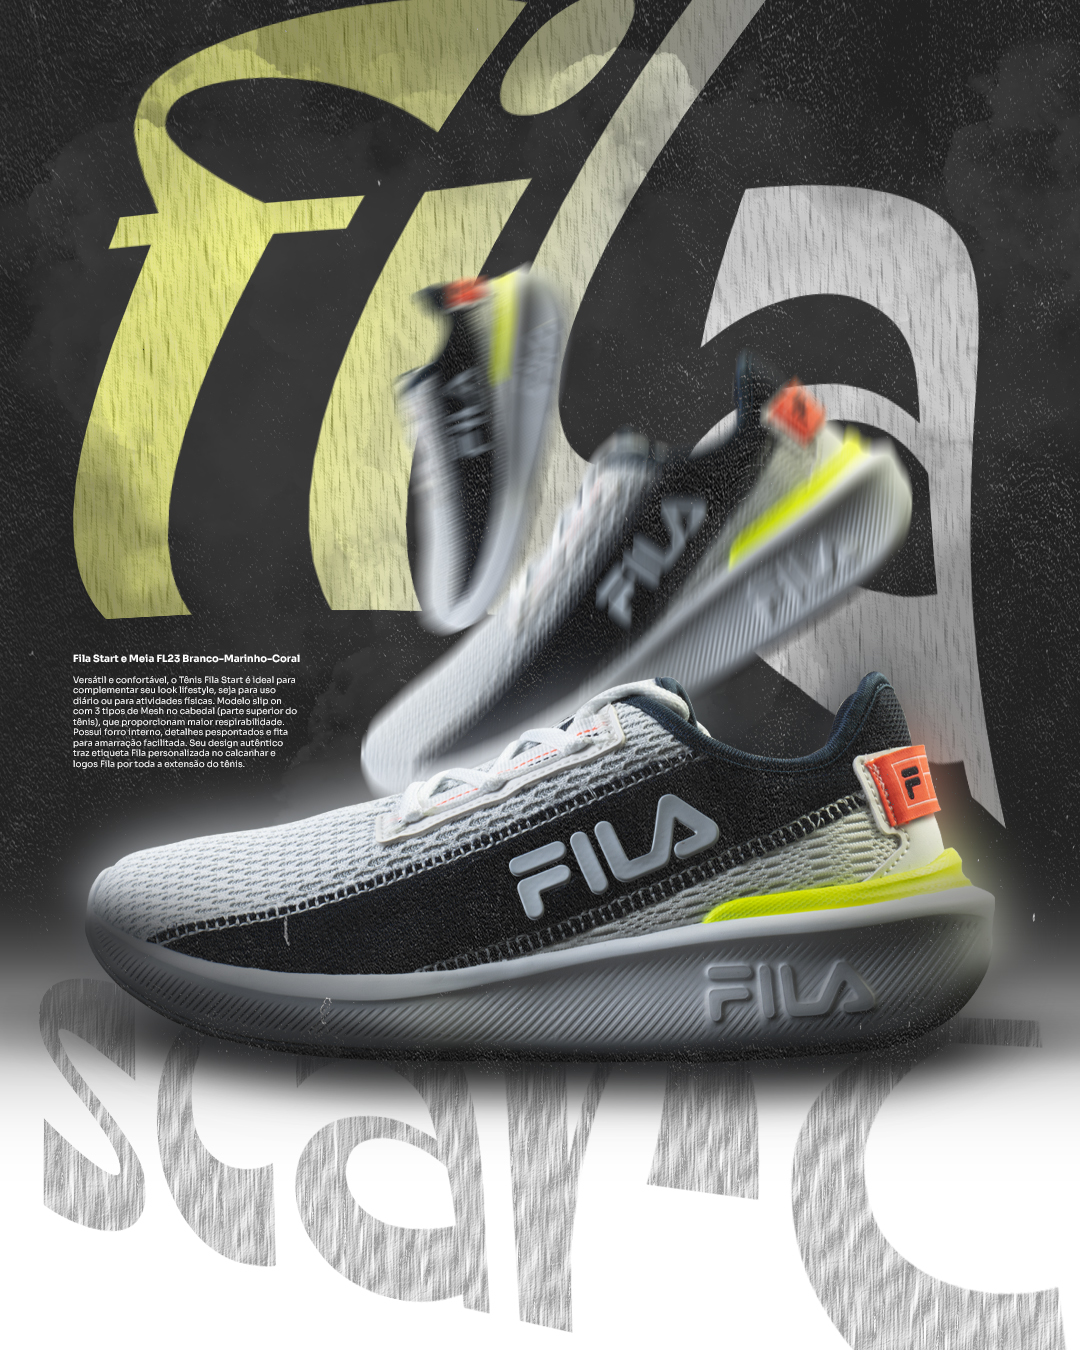 fila
FILA
FILA
FILA
Fila Start e Meia FL23 Branco-Marinho-Coral
Versátil e confortável, o Tênis Fila Start é ideal para
complementar seu look lifestyle, seja para uso
diário ou para atividades físicas. Modelo slip on
com 3 tipos de Mesh no cabedal (parte superior do
tênis), que proporcionam maior respirabilidade.
Possui forro interno, detalhes pespontados e fita
para amarração facilitada. Seu design autêntico
traz etiqueta Fila personalizada no calcanhar e
logos Fila por toda a extensão do tênis.
F
FILA
FILA